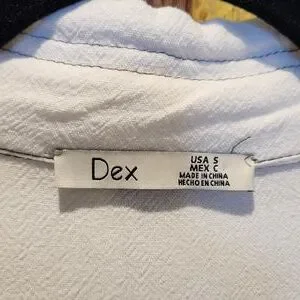 Dex
USA S
MEX C
MADE IN CHINA
HECHO EN CHINA